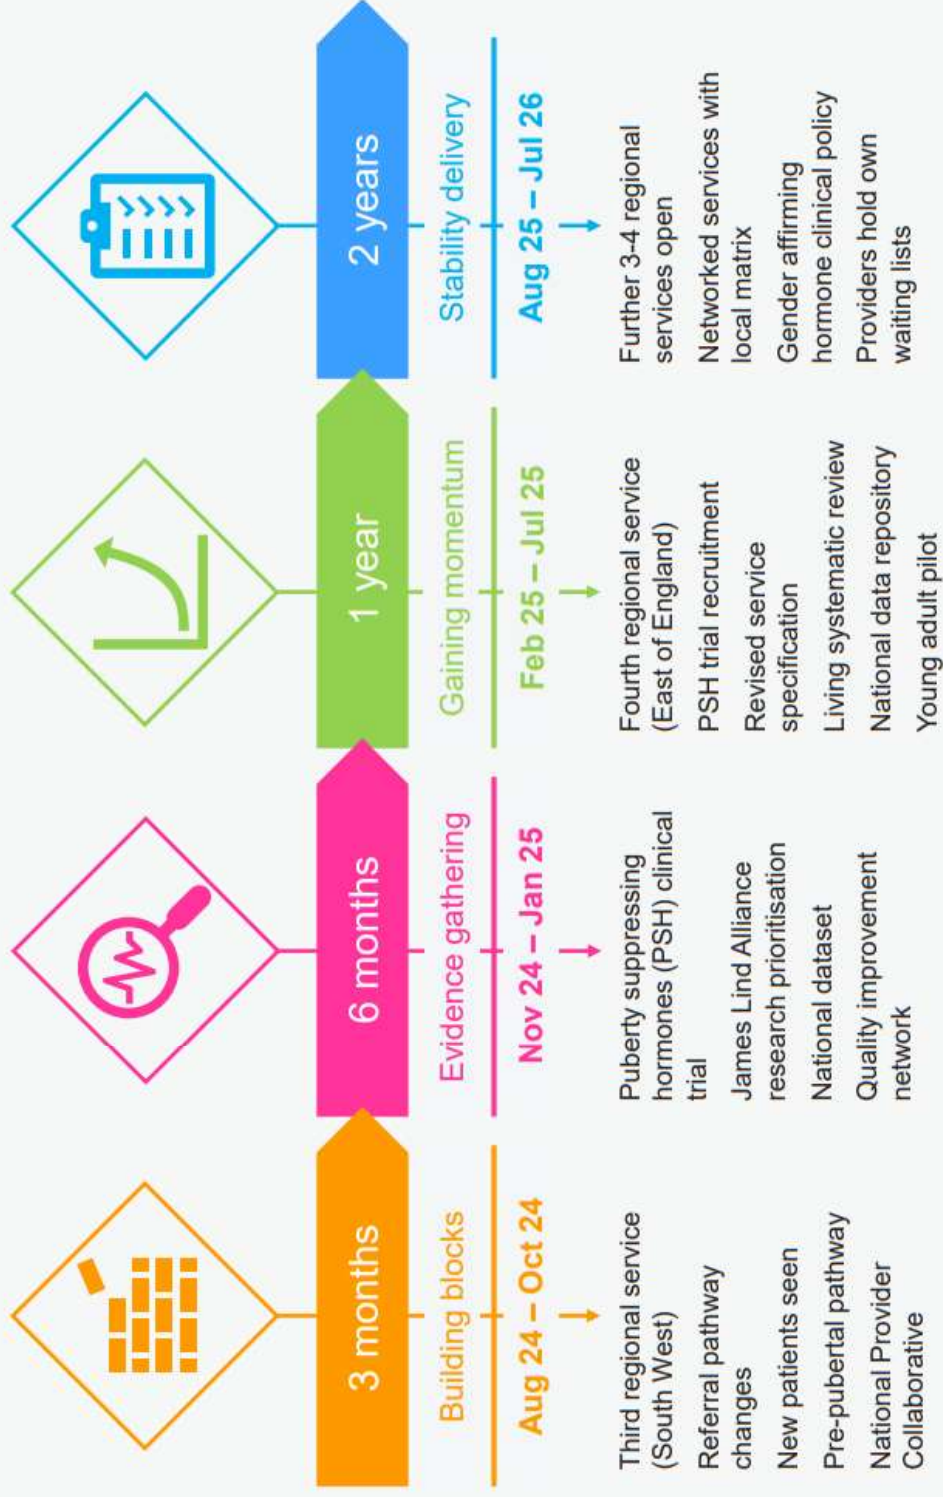 3 months
Building blocks
Aug 24 – Oct 24
Third regional service
(South West)
Referral pathway
changes
New patients seen
Pre-pubertal pathway
National Provider
Collaborative
6 months
Evidence gathering
Nov 24 – Jan 25
Puberty suppressing
hormones (PSH) clinical
trial
James Lind Alliance
research prioritisation
National dataset
Quality improvement
network
1 year
Gaining momentum
Feb 25 – Jul 25
Fourth regional service
(East of England)
PSH trial recruitment
Revised service
specification
Living systematic review
National data repository
Young adult pilot
2 years
Stability delivery
Aug 25 – Jul 26
Further 3-4 regional
services open
Networked services with
local matrix
Gender affirming
hormone clinical policy
Providers hold own
waiting lists